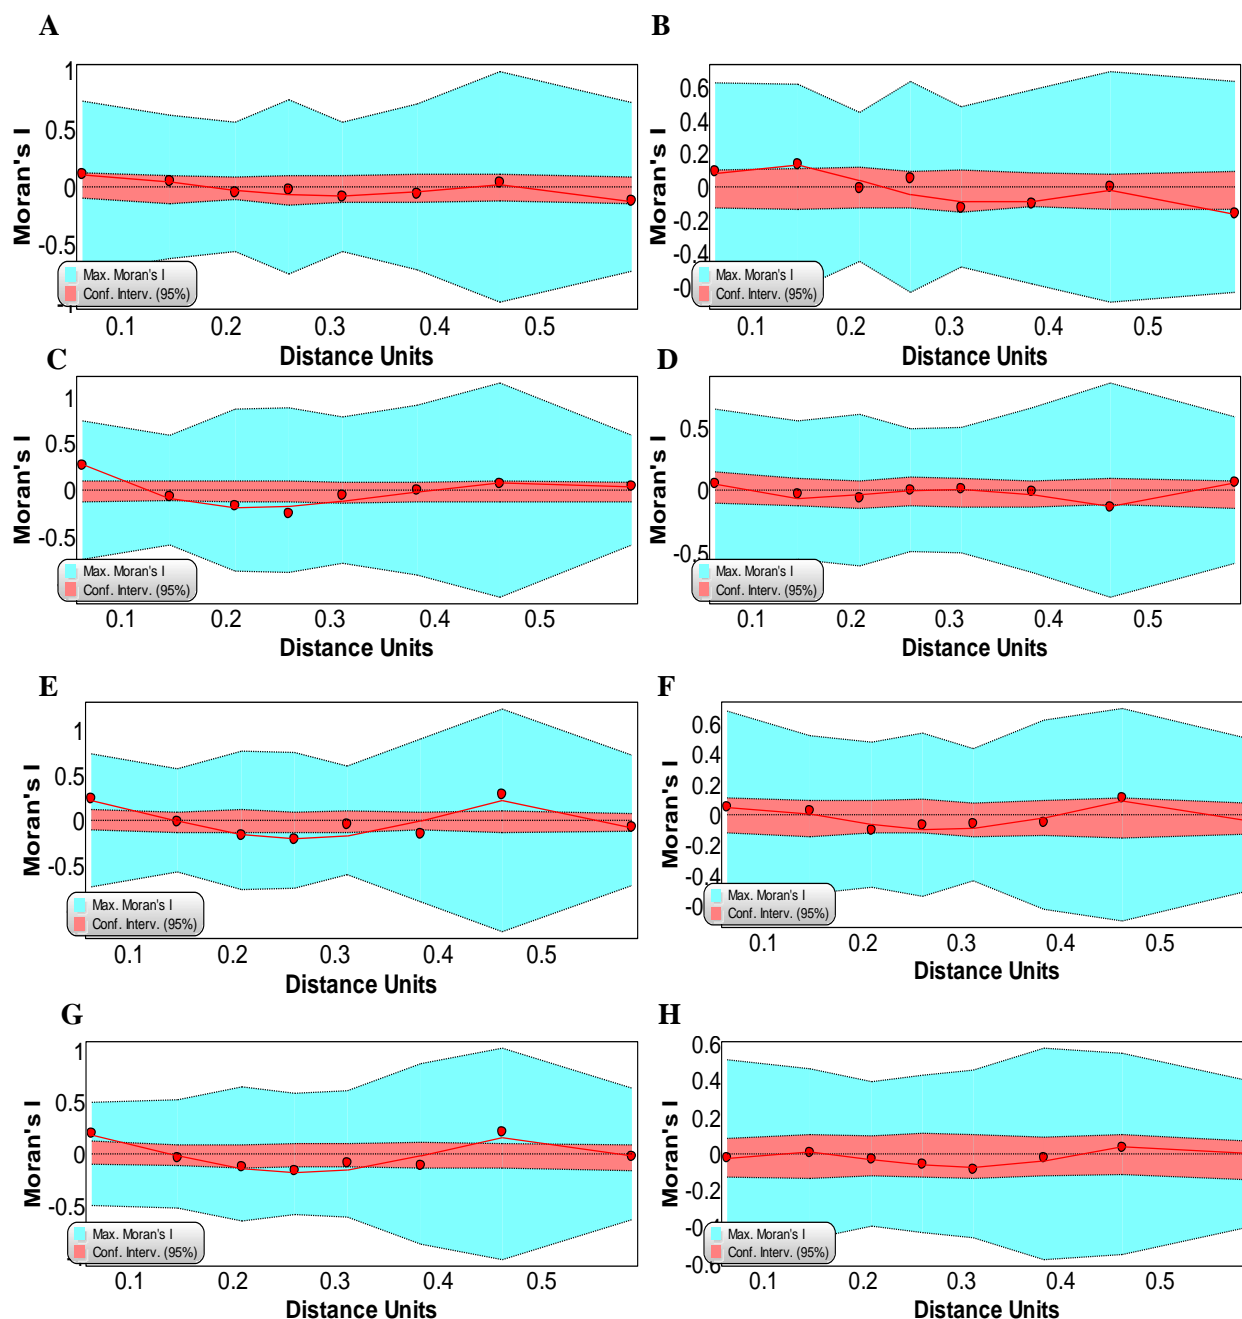 A
Moran's I
1
0.5
0
-0.5
Max. Moran's I
Conf. Interv. (95%)
0.1 0.2 0.3 0.4 0.5
Distance Units
B
Moran's I
0.6
0.4
0.2
0
-0.2
-0.4
-0
Max. Moran's I
Conf. Interv. (95%)
0.1 0.2 0.3 0.4 0.5
Distance Units
C
Moran's I
1
0.5
0
-0.5
Max. Moran's I
Conf. Interv. (95%)
0.1 0.2 0.3 0.4 0.5
Distance Units
D
Moran's I
0.5
0
-0.5
Max. Moran's I
Conf. Interv. (95%)
0.1 0.2 0.3 0.4 0.5
Distance Units
E
Moran's I
1
0.5
0
-0.5
Max. Moran's I
Conf. Interv. (95%)
0.1 0.2 0.3 0.4 0.5
Distance Units
F
Moran's I
0.6
0.4
0.2
0
-0.2
-0.4
-0
Max. Moran's I
Conf. Interv. (95%)
0.1 0.2 0.3 0.4 0.5
Distance Units
G
Moran's I
1
0.5
0
-0.5
Max. Moran's I
Conf. Interv. (95%)
0.1 0.2 0.3 0.4 0.5
Distance Units
H
Moran's I
0.6
0.4
0.2
0
-0.2
-0.4
-0.6
Max. Moran's I
Conf. Interv. (95%)
0.1 0.2 0.3 0.4 0.5
Distance Units